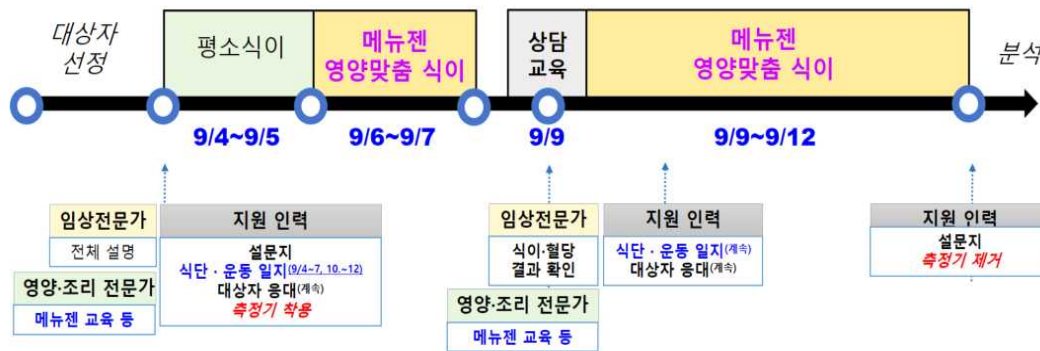 대상자
선정
평소식이
메뉴젠
영양맞춤 식이
상담
교육
메뉴젠
영양맞춤 식이
분석
9/4~9/5
9/6~9/7
9/9
9/9~9/12
임상전문가
전체 설명
영양·조리 전문가
메뉴젠 교육 등
지원 인력
설문지
식단 · 운동 일지(9/4~7, 10.~12)
대상자 응대(계속)
측정기 착용
임상전문가
식이·혈당
결과 확인
영양·조리 전문가
메뉴젠 교육 등
지원 인력
식단 · 운동 일지(계속)
대상자 응대(계속)
지원 인력
설문지
측정기 제거